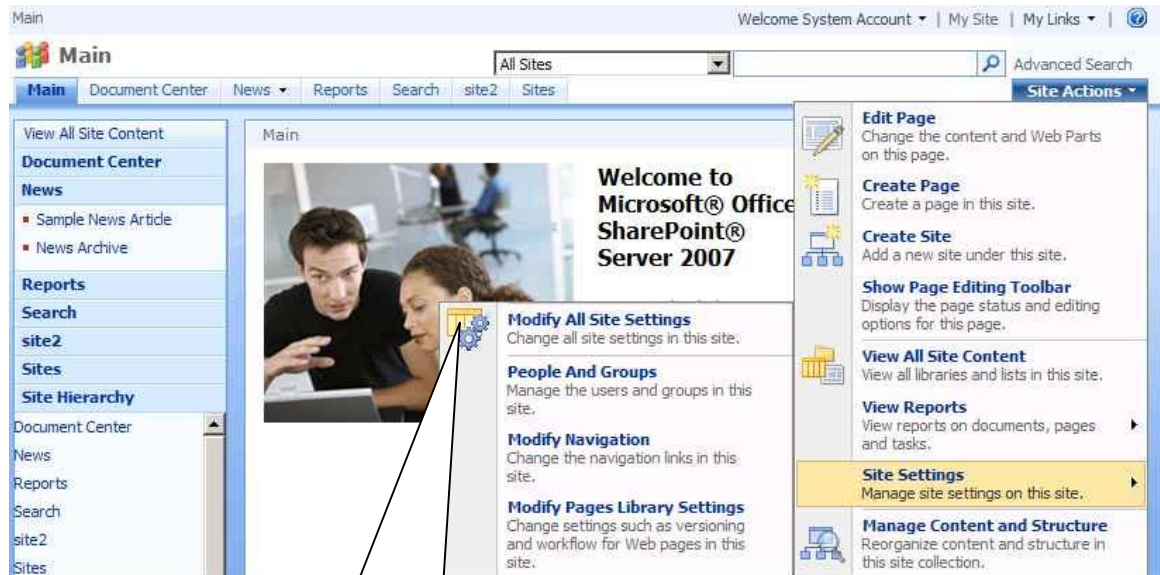 Main
Welcome System Account | My Site | My Links |
Main
All Sites
Advanced Search
Main Document Center News Reports Search site2 Sites
Site Actions
View All Site Content
Document Center
News
Sample News Article
News Archive
Reports
Search
site2
Sites
Site Hierarchy
Document Center
News
Reports
Search
site2
Sites
Main
Welcome to
Microsoft® Office
SharePoint®
Server 2007
Modify All Site Settings
Change all site settings in this site.
People And Groups
Manage the users and groups in this
site.
Modify Navigation
Change the navigation links in this
site.
Modify Pages Library Settings
Change settings such as versioning
and workflow for Web pages in this
site.
Edit Page
Change the content and Web Parts
on this page.
Create Page
Create a page in this site.
Create Site
Add a new site under this site.
Show Page Editing Toolbar
Display the page status and editing
options for this page.
View All Site Content
View all libraries and lists in this site.
View Reports
View reports on documents, pages
and tasks.
Site Settings
Manage site settings on this site.
Manage Content and Structure
Reorganize content and structure in
this site collection.